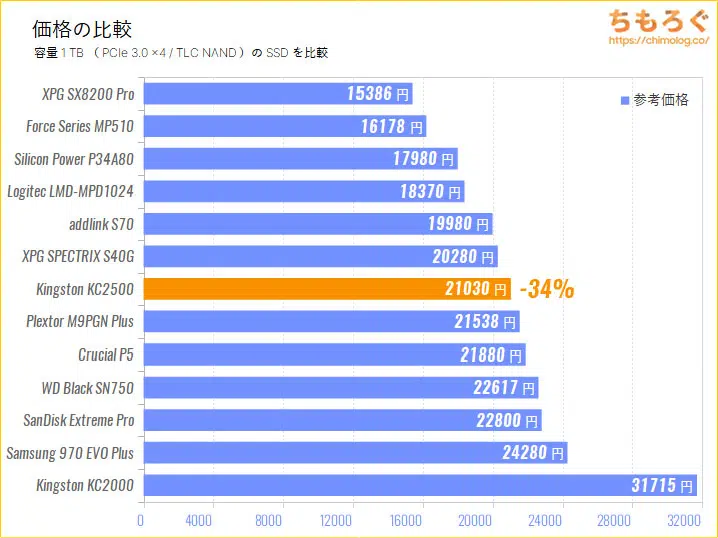 価格の比較
ちもろぐ
https://chimolog.co/
容量 1 TB （ PCIe 3.0 ×4 / TLC NAND ）の SSD を比較
参考価格
XPG SX8200 Pro 15386 円
Force Series MP510 16178 円
Silicon Power P34A80 17980 円
Logitec LMD-MPD1024 18370 円
addlink S70 19980 円
XPG SPECTRIX S40G 20280 円
Kingston KC2500 21030 円 -34%
Plextor M9PGN Plus 21538 円
Crucial P5 21880 円
WD Black SN750 22617 円
SanDisk Extreme Pro 22800 円
Samsung 970 EVO Plus 24280 円
Kingston KC2000 31715 円
0 4000 8000 12000 16000 20000 24000 28000 32000